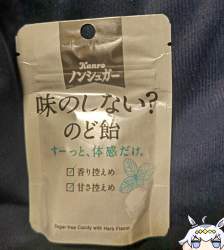 Kanro
ノンシュガー
味のしない?
のど飴
すーっと、体感だけ。
☑香り控えめ
☑甘さ控えめ
Sugar-free Candy with Herb Flavor